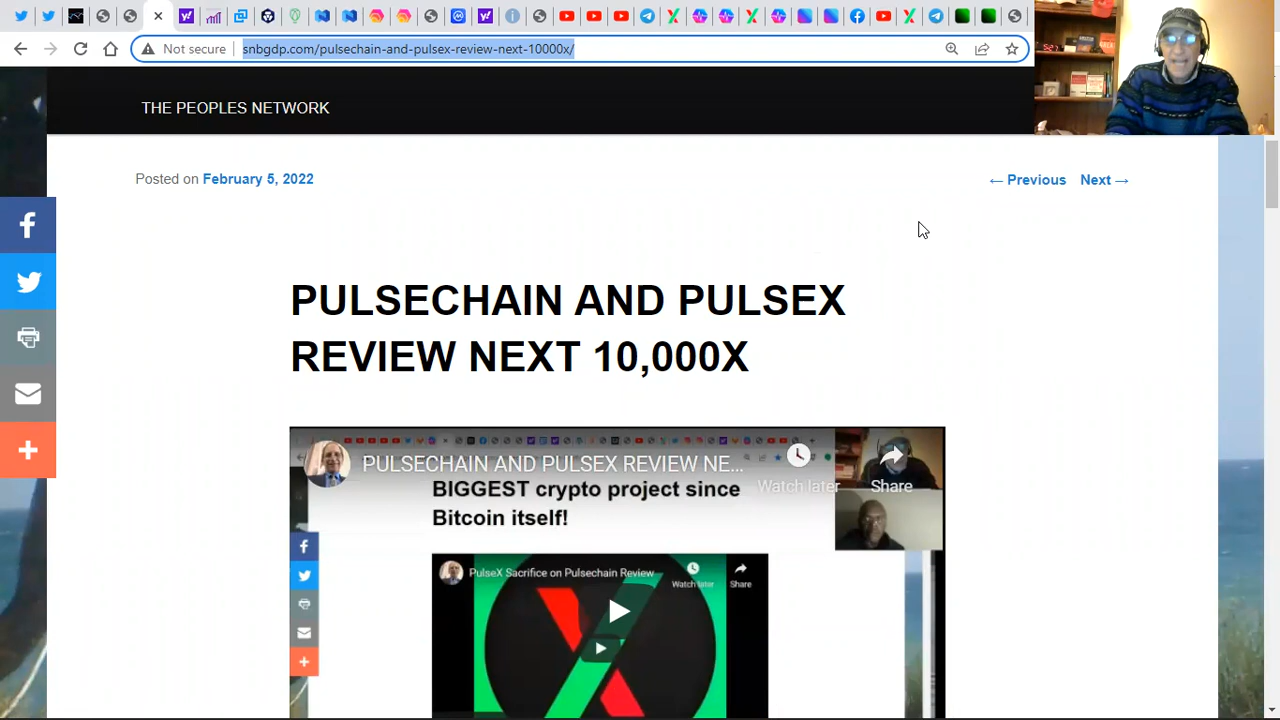 Not secure
snbgdp.com/pulsechain-and-pulsex-review-next-10000x/
THE PEOPLES NETWORK
Posted on February 5, 2022
← Previous Next →
PULSECHAIN AND PULSEX
REVIEW NEXT 10,000X
PULSECHAIN AND PULSEX REVIEW NE...
Watch later
Share
BIGGEST crypto project since
Bitcoin itself!
PulseX Sacrifice on Pulsechain Review
Watch later
Share